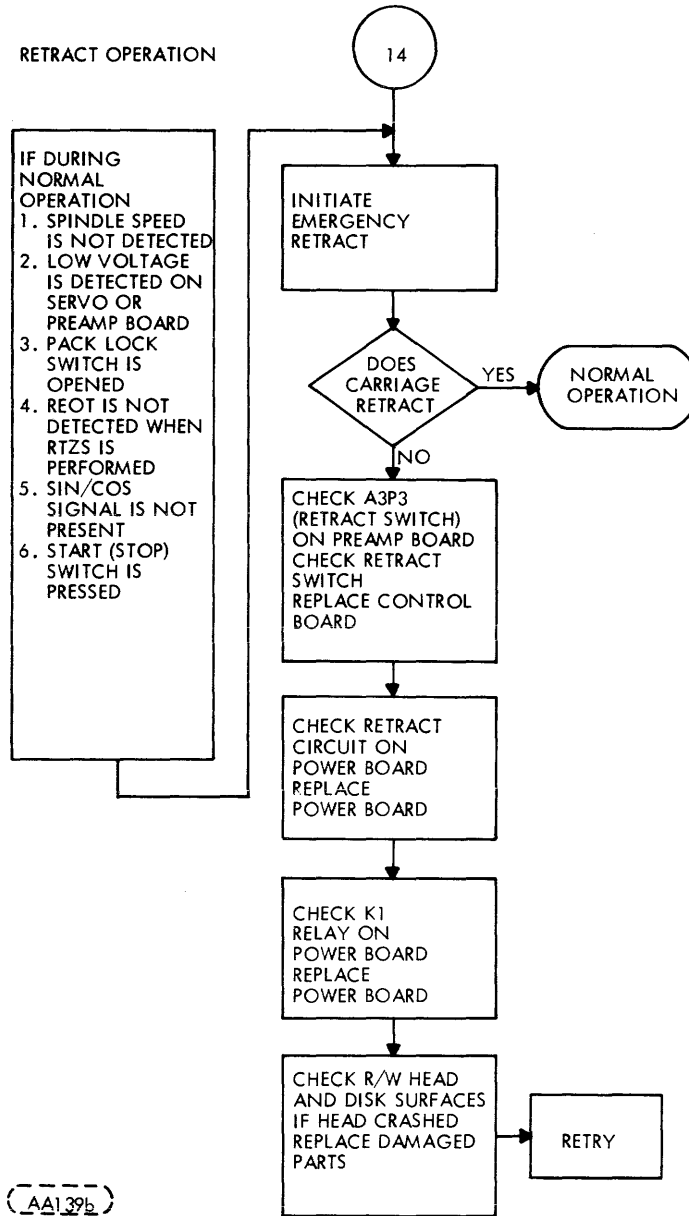 RETRACT OPERATION
14
IF DURING
NORMAL
OPERATION
1. SPINDLE SPEED
IS NOT DETECTED
2. LOW VOLTAGE
IS DETECTED ON
SERVO OR
PREAMP BOARD
3. PACK LOCK
SWITCH IS
OPENED
4. REOT IS NOT
DETECTED WHEN
RTZS IS
PERFORMED
5. SIN/COS
SIGNAL IS NOT
PRESENT
6. START (STOP)
SWITCH IS
PRESSED
INITIATE
EMERGENCY
RETRACT
DOES
CARRIAGE
RETRACT
YES
NORMAL
OPERATION
NO
CHECK A3P3
(RETRACT SWITCH)
ON PREAMP BOARD
CHECK RETRACT
SWITCH
REPLACE CONTROL
BOARD
CHECK RETRACT
CIRCUIT ON
POWER BOARD
REPLACE
POWER BOARD
CHECK K1
RELAY ON
POWER BOARD
REPLACE
POWER BOARD
CHECK R/W HEAD
AND DISK SURFACES
IF HEAD CRASHED
REPLACE DAMAGED
PARTS
RETRY
AA139b